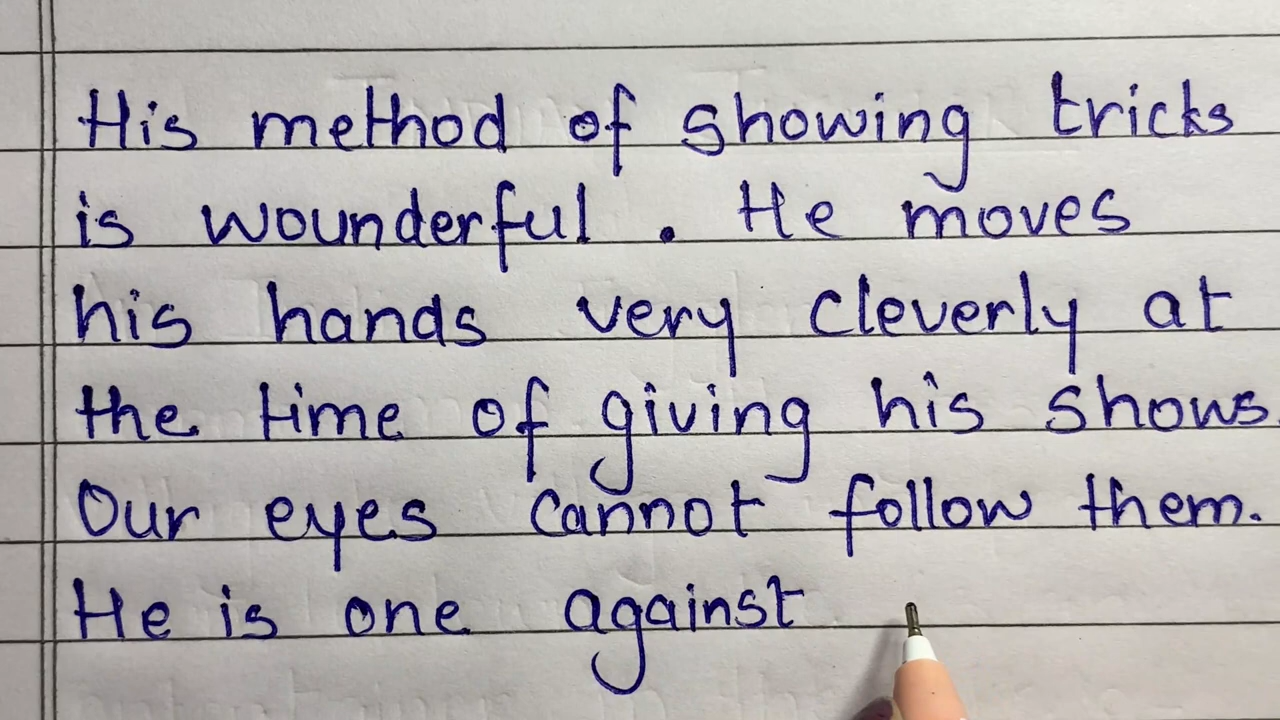 His method of showing tricks
is wounderful . He moves
his hands very cleverly at
the time of giving his shows.
Our eyes cannot follow them.
He is one against